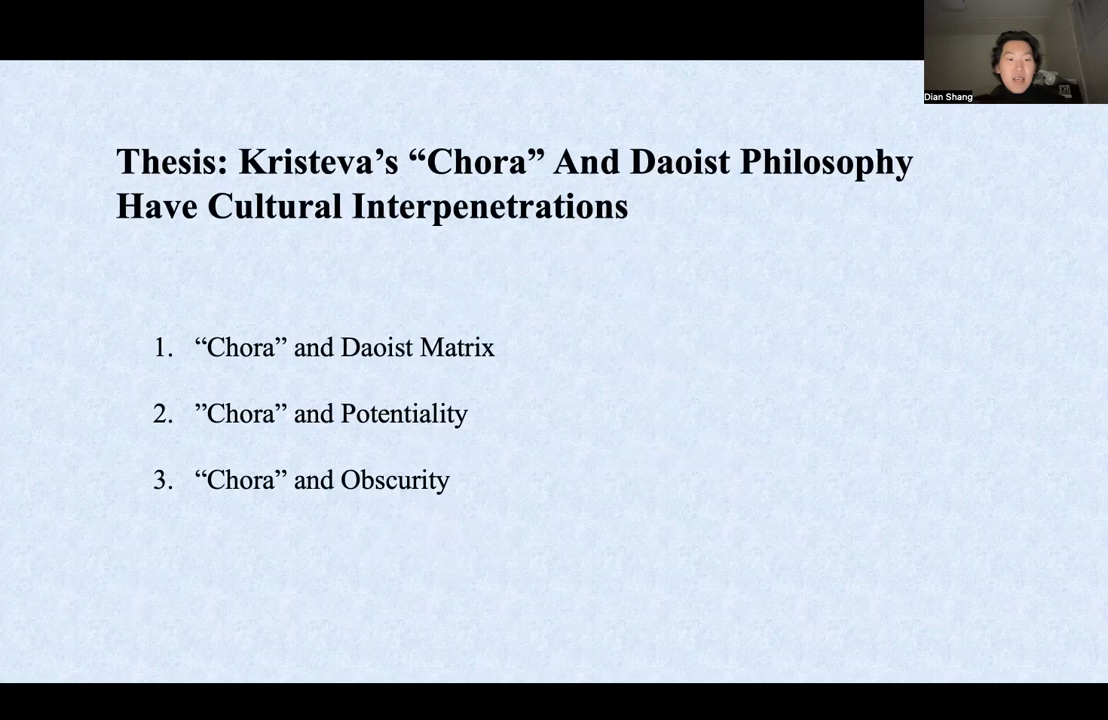 Dian Shang
Thesis: Kristeva’s “Chora” And Daoist Philosophy
Have Cultural Interpenetrations
1. “Chora” and Daoist Matrix
2. ”Chora” and Potentiality
3. “Chora” and Obscurity